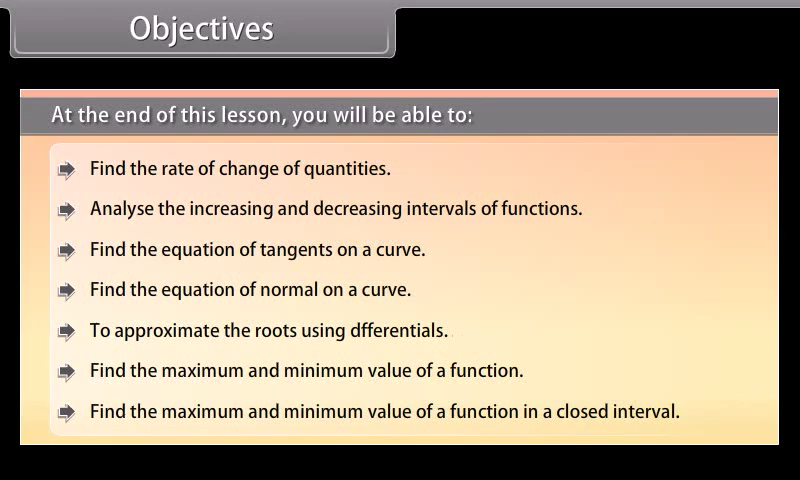 Objectives
At the end of this lesson, you will be able to:
Find the rate of change of quantities.
Analyse the increasing and decreasing intervals of functions.
Find the equation of tangents on a curve.
Find the equation of normal on a curve.
To approximate the roots using dfferentials.
Find the maximum and minimum value of a function.
Find the maximum and minimum value of a function in a closed interval.